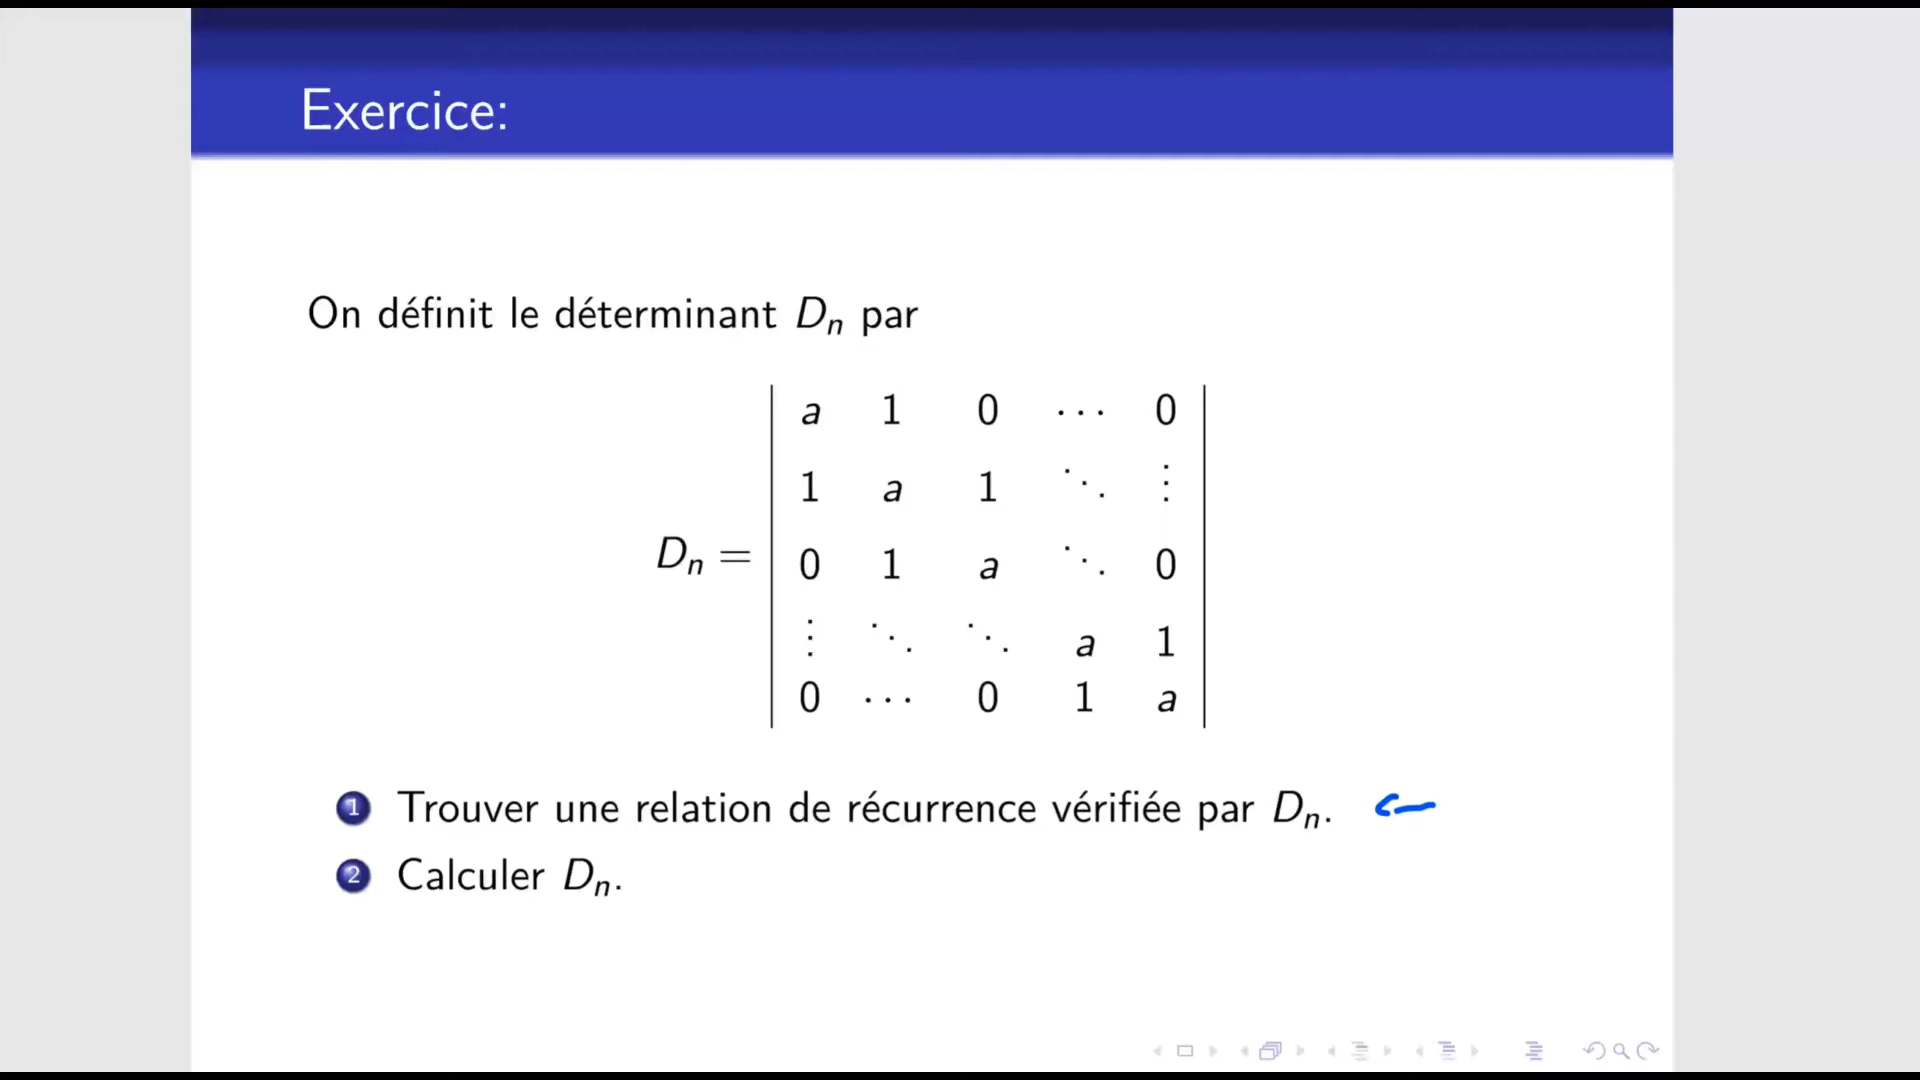 Exercice:
On définit le déterminant Dn par
a 1 0 ··· 0
1 a 1 ⋱ ⋮
Dn = 0 1 a ⋱ 0
⋮ ⋱ ⋱ a 1
0 ··· 0 1 a
1 Trouver une relation de récurrence vérifiée par Dn.
2 Calculer Dn.